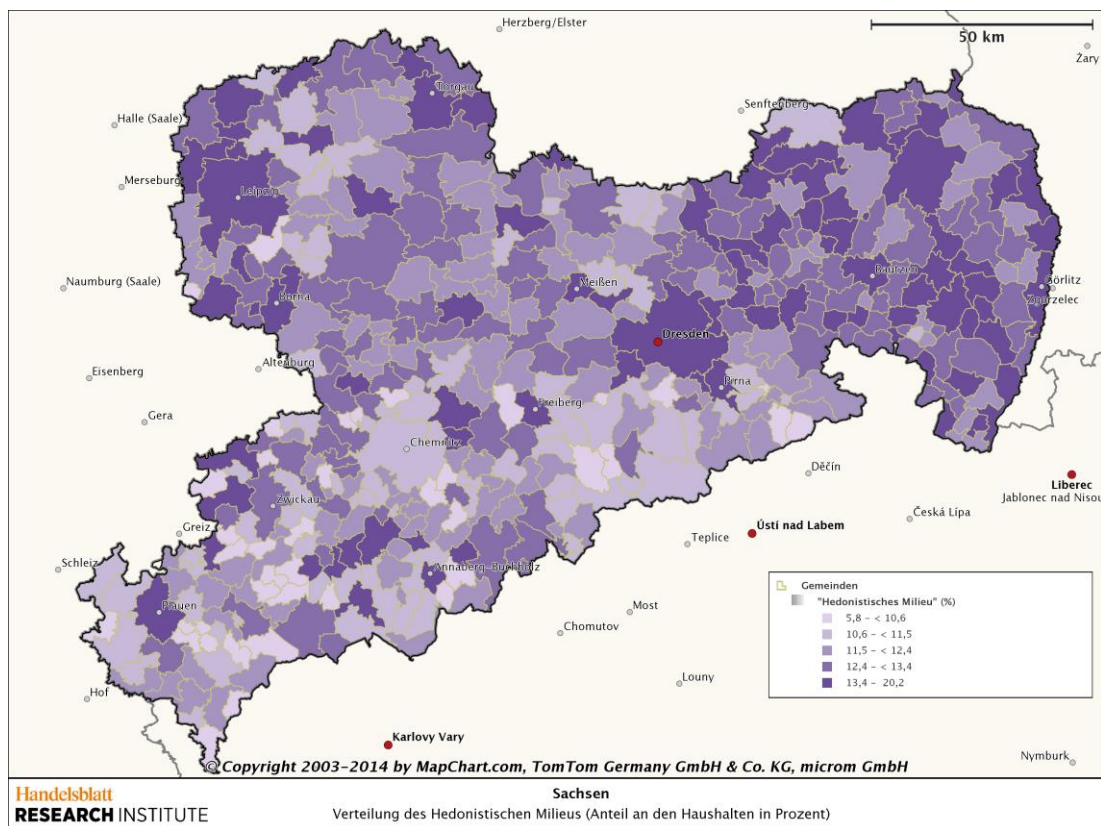 Herzberg/Elster
50 km
Żary
Torgau
Senftenberg
Halle (Saale)
Merseburg
Leipzig
Bautzen
Naumburg (Saale)
Meißen
Görlitz
Zgorzelec
Borna
Dresden
Altenburg
Eisenberg
Pirna
Freiberg
Gera
Chemnitz
Děčín
Liberec
Jablonec nad Nisou
Zwickau
Česká Lípa
Greiz
Ústí nad Labem
Teplice
Schleiz
Annaberg-Buchholz
Plauen
Most
Chomutov
Louny
Hof
Karlovy Vary
Nymburk
Gemeinden
"Hedonistisches Milieu" (%)
5,8 - < 10,6
10,6 - < 11,5
11,5 - < 12,4
12,4 - < 13,4
13,4 - 20,2
© Copyright 2003-2014 by MapChart.com, TomTom Germany GmbH & Co. KG, microm GmbH
Handelsblatt
RESEARCH INSTITUTE
Sachsen
Verteilung des Hedonistischen Milieus (Anteil an den Haushalten in Prozent)